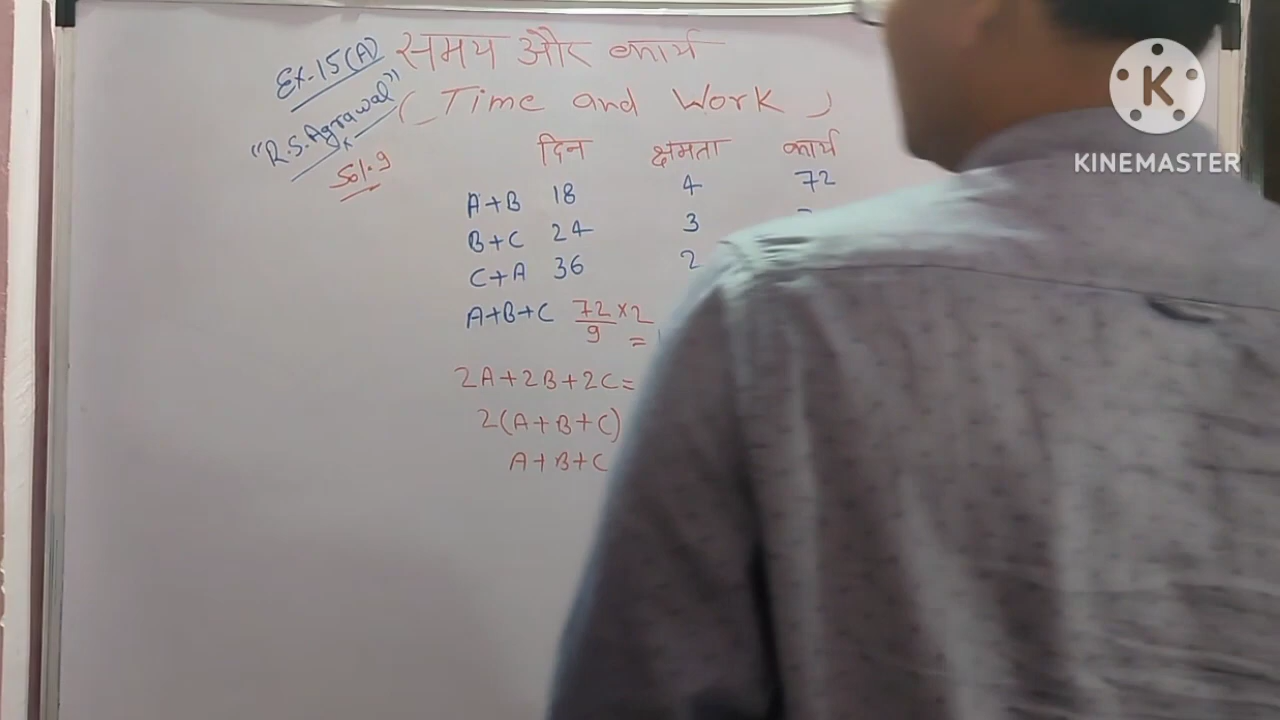 Ex-15(A) समय और कार्य
"R.S.Agrawal" (Time and Work)
Sol.9
दिन क्षमता कार्य
A+B 18 4 72
B+C 24 3
C+A 36 2
A+B+C 72/9 ×2
=
2A+2B+2C=
2(A+B+C)
A+B+C
K
KINEMASTER